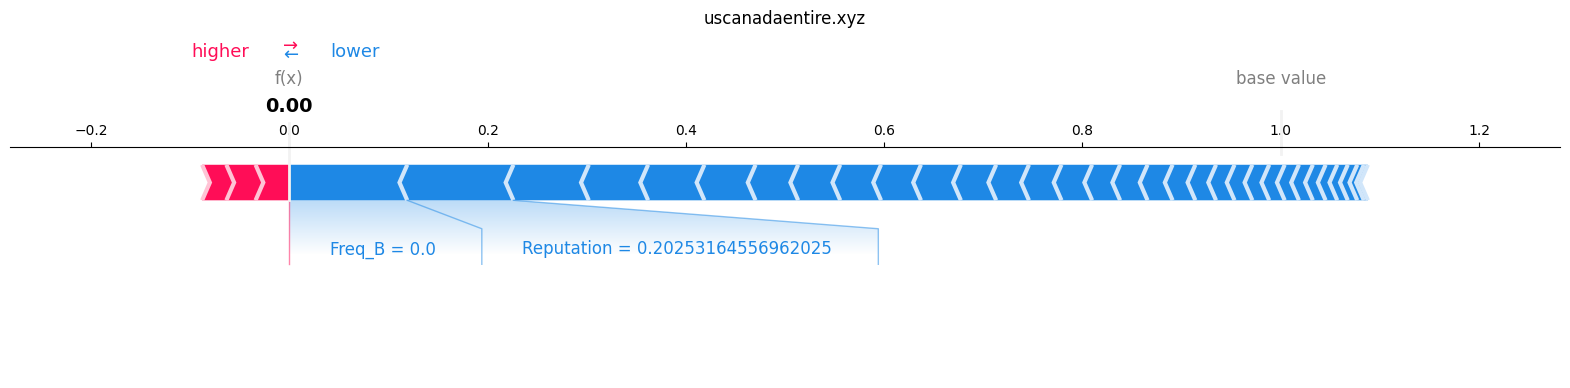 uscanadaentire.xyz
higher → ← lower
f(x) base value
0.00
−0.2 0.0 0.2 0.4 0.6 0.8 1.0 1.2
Freq_B = 0.0 Reputation = 0.20253164556962025